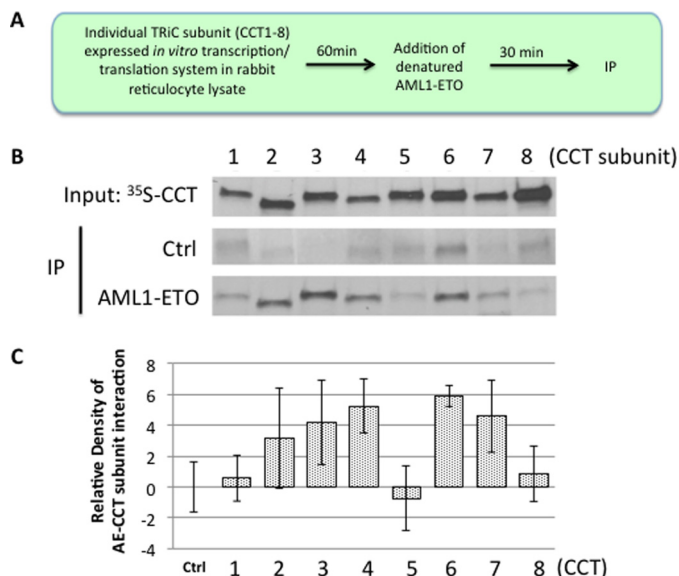 A
Individual TRiC subunit (CCT1-8)
expressed in vitro transcription/
translation system in rabbit
reticulocyte lysate
60min
Addition of
denatured
AML1-ETO
30 min
IP
B
1 2 3 4 5 6 7 8 (CCT subunit)
Input: ³⁵S-CCT
IP
Ctrl
AML1-ETO
C
Relative Density of
AE-CCT subunit interaction
8
6
4
2
0
-2
-4
Ctrl 1 2 3 4 5 6 7 8 (CCT)